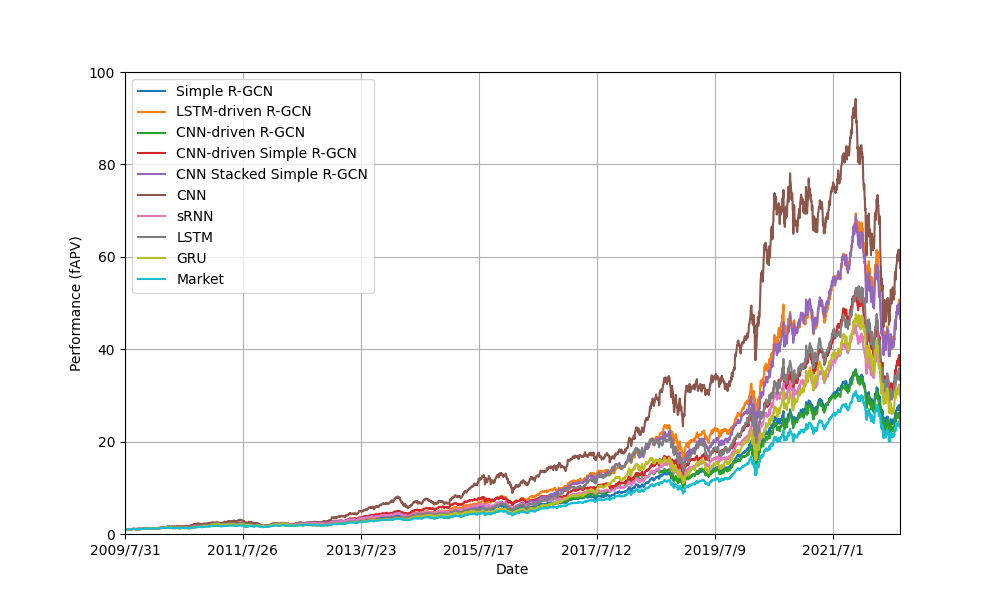 100
80
60
40
20
0
Performance (fAPV)
Simple R-GCN
LSTM-driven R-GCN
CNN-driven R-GCN
CNN-driven Simple R-GCN
CNN Stacked Simple R-GCN
CNN
sRNN
LSTM
GRU
Market
2009/7/31 2011/7/26 2013/7/23 2015/7/17 2017/7/12 2019/7/9 2021/7/1
Date